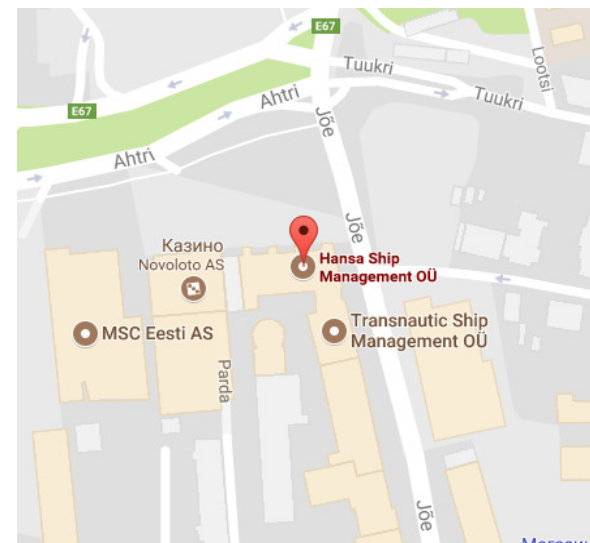 E67
Tuukri
Lootsi
Tuukri
Ahtri
E67
Jõe
Ahtri
Jõe
Казино
Novoloto AS
Hansa Ship
Management OÜ
MSC Eesti AS
Transnautic Ship
Management OÜ
Parda
Jõe